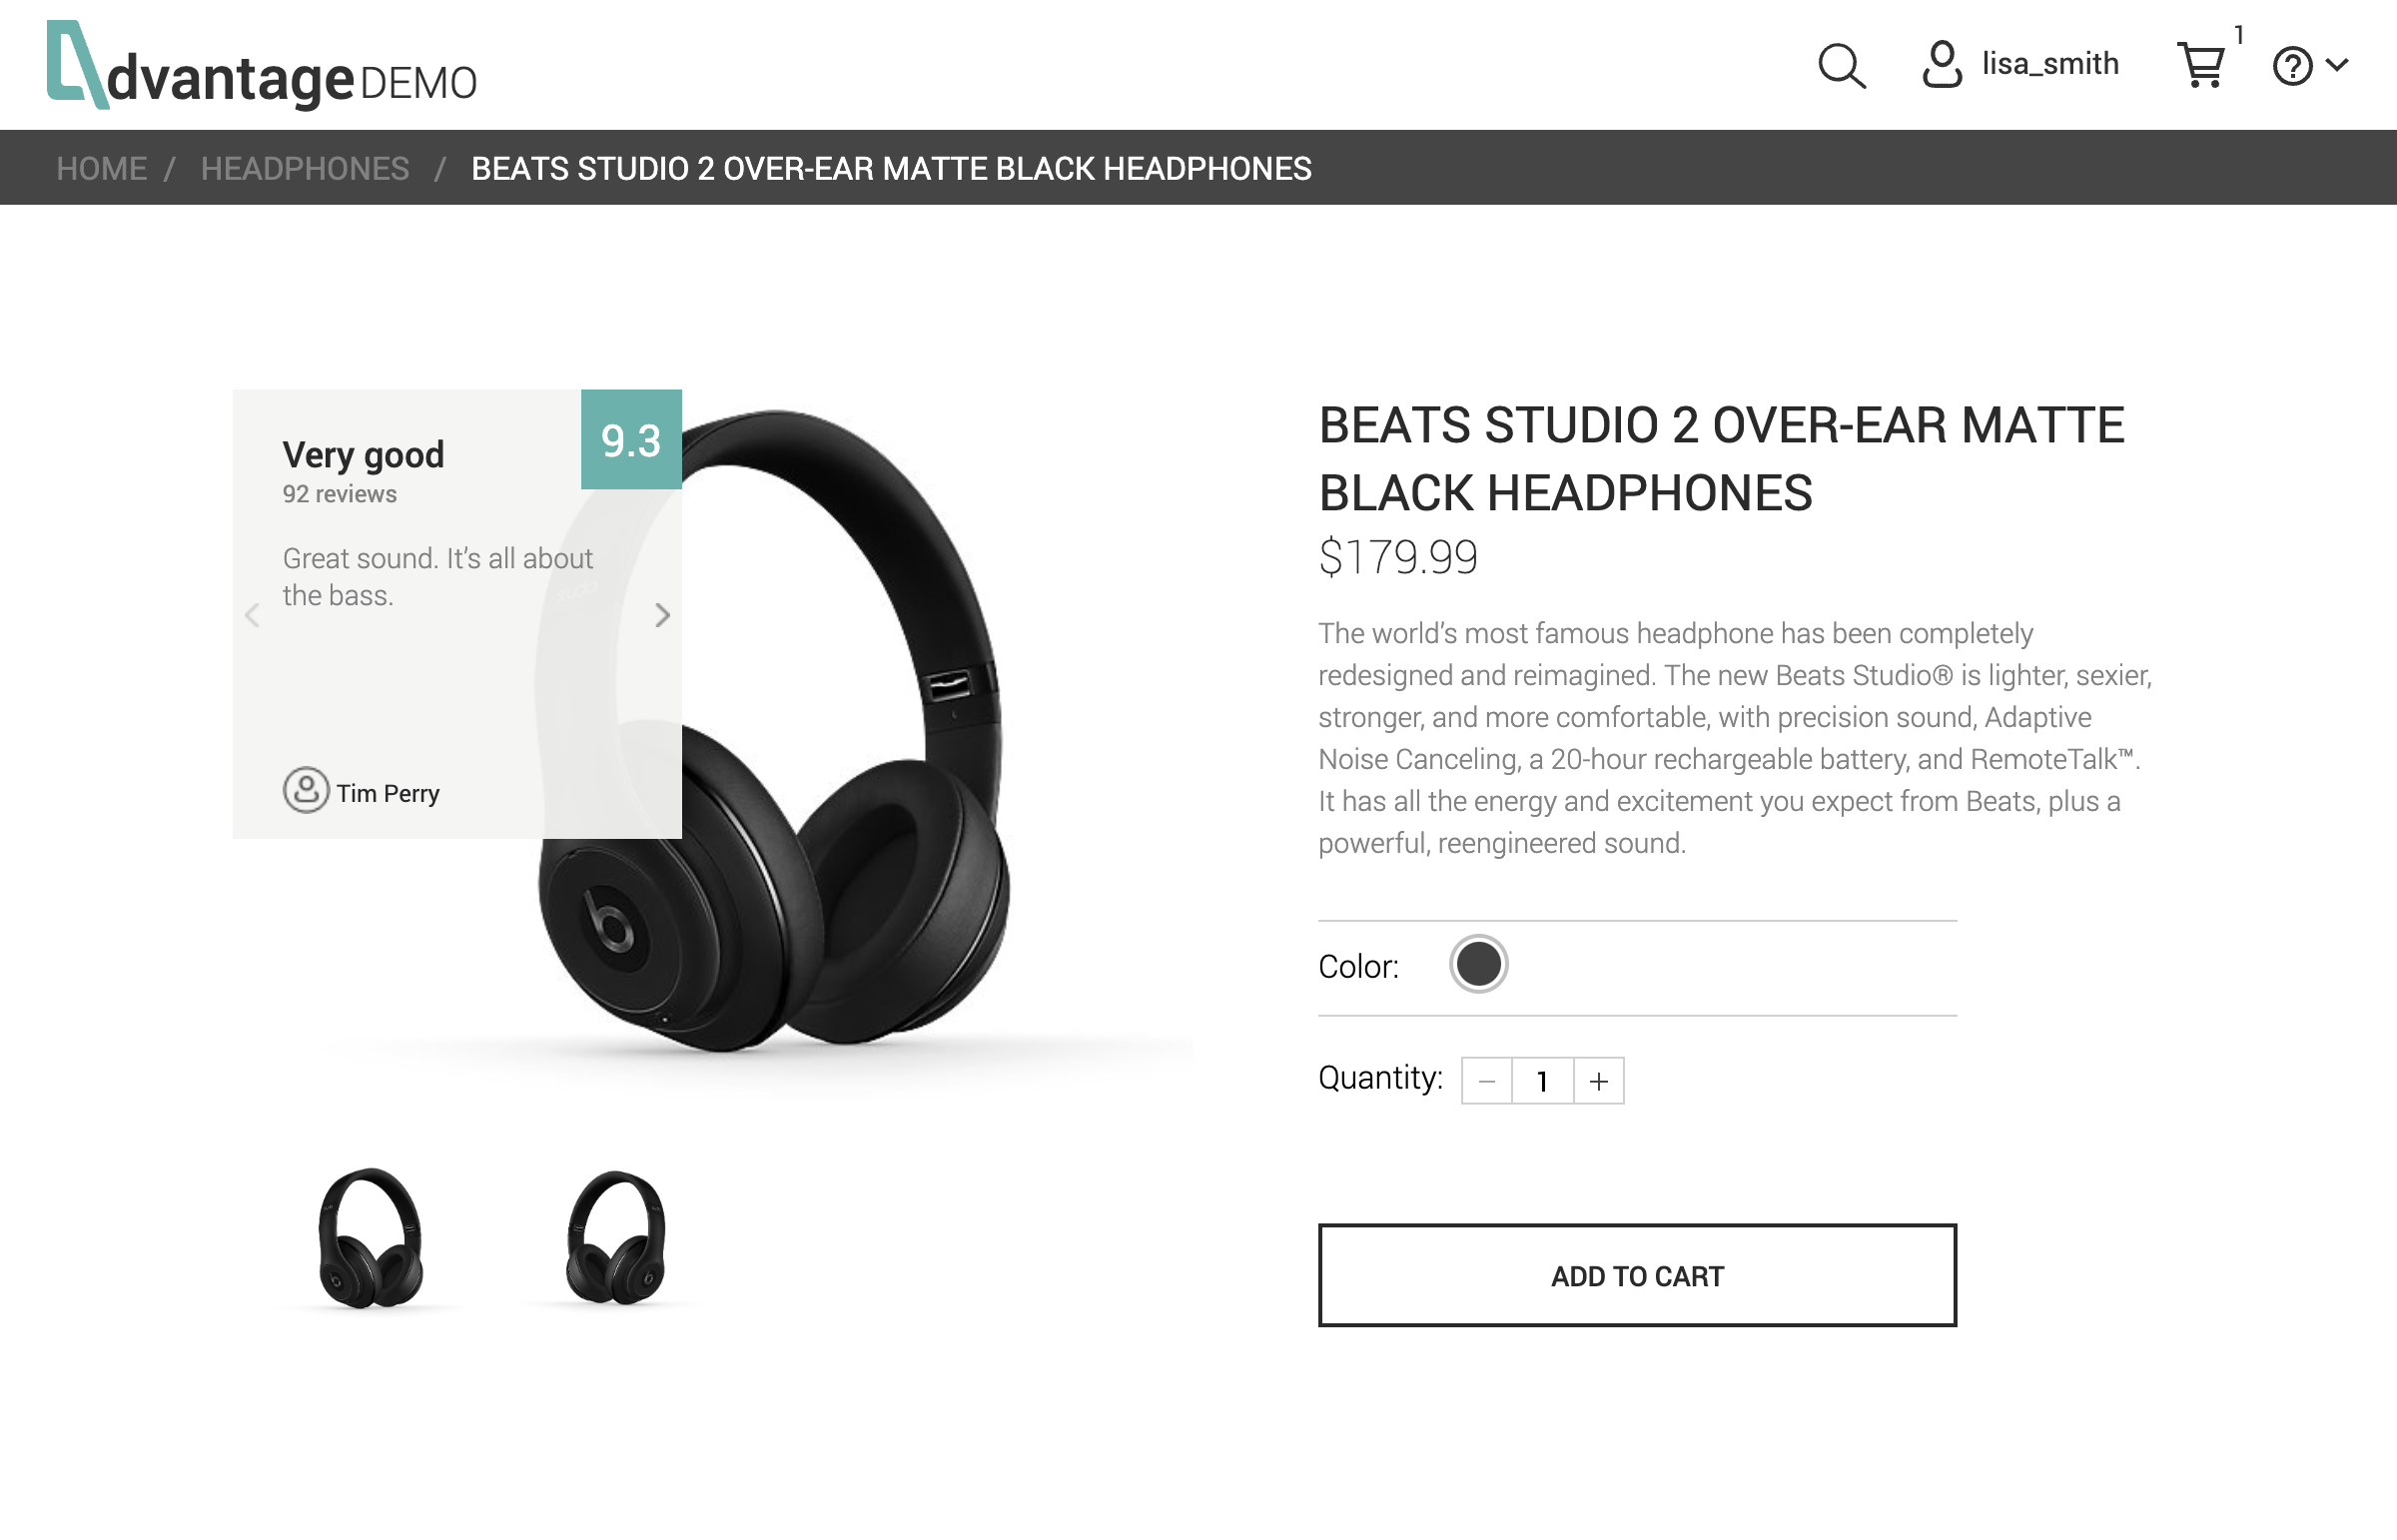 dvantage DEMO
lisa_smith
1
HOME / HEADPHONES / BEATS STUDIO 2 OVER-EAR MATTE BLACK HEADPHONES
9.3
Very good
92 reviews
Great sound. It’s all about
the bass.
Tim Perry
BEATS STUDIO 2 OVER-EAR MATTE
BLACK HEADPHONES
$179.99
The world’s most famous headphone has been completely
redesigned and reimagined. The new Beats Studio® is lighter, sexier,
stronger, and more comfortable, with precision sound, Adaptive
Noise Canceling, a 20-hour rechargeable battery, and RemoteTalk™.
It has all the energy and excitement you expect from Beats, plus a
powerful, reengineered sound.
Color:
Quantity: − 1 +
ADD TO CART